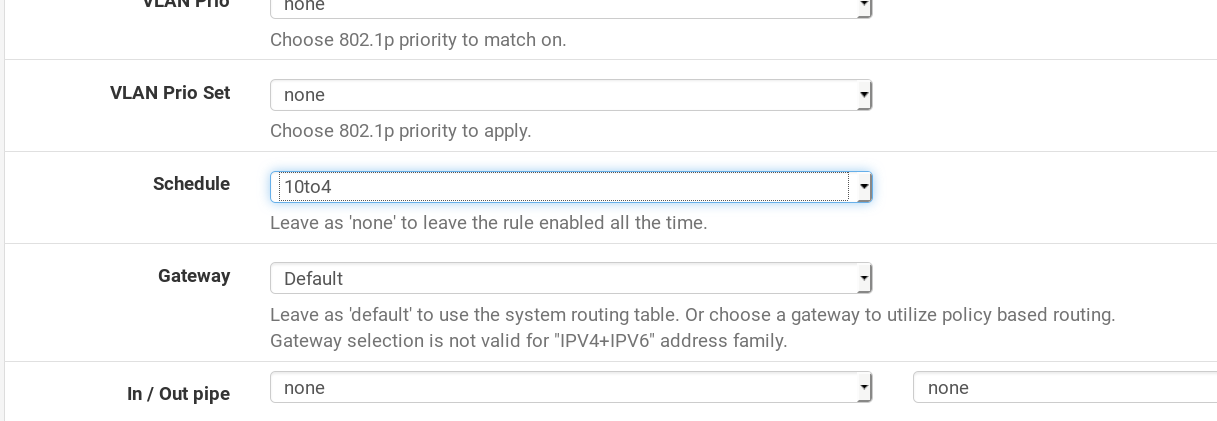 VLAN Prio
none
Choose 802.1p priority to match on.
VLAN Prio Set
none
Choose 802.1p priority to apply.
Schedule
10to4
Leave as 'none' to leave the rule enabled all the time.
Gateway
Default
Leave as 'default' to use the system routing table. Or choose a gateway to utilize policy based routing.
Gateway selection is not valid for "IPV4+IPV6" address family.
In / Out pipe
none
none